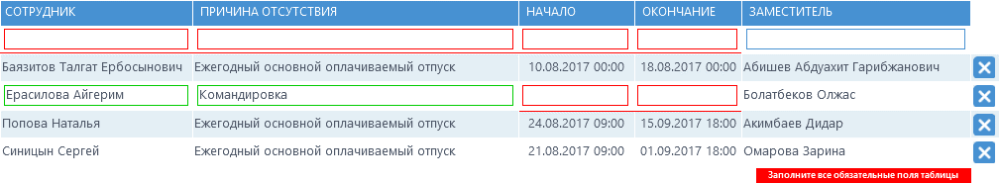 СОТРУДНИК ПРИЧИНА ОТСУТСТВИЯ НАЧАЛО ОКОНЧАНИЕ ЗАМЕСТИТЕЛЬ
Баязитов Талгат Ербосынович Ежегодный основной оплачиваемый отпуск 10.08.2017 00:00 18.08.2017 00:00 Абишев Абдуахит Гарибжанович
Ерасилова Айгерим Командировка Болатбеков Олжас
Попова Наталья Ежегодный основной оплачиваемый отпуск 24.08.2017 09:00 15.09.2017 18:00 Акимбаев Дидар
Синицын Сергей Ежегодный основной оплачиваемый отпуск 21.08.2017 09:00 01.09.2017 18:00 Омарова Зарина
Заполните все обязательные поля таблицы